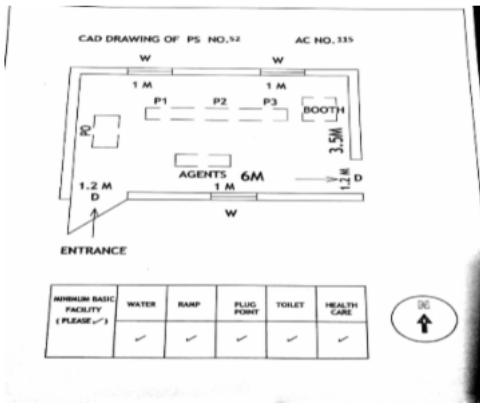 CAD DRAWING OF PS NO.52 AC NO.335
W W
1 M 1 M
P1 P2 P3
BOOTH
PO
3.5M
AGENTS 6M
1.2 M 1 M 1.2 M D
D
W
ENTRANCE
MINIMUM BASIC FACILITY (PLEASE ✓) WATER RAMP PLUG POINT TOILET HEALTH CARE
✓ ✓ ✓ ✓ ✓
N